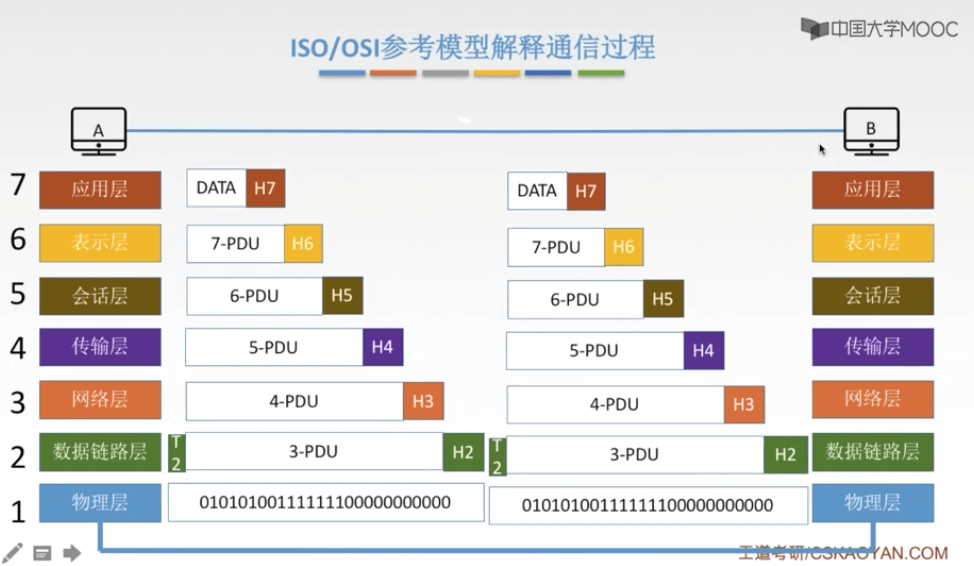 中国大学MOOC
ISO/OSI参考模型解释通信过程
A
B
7 应用层 DATA H7 DATA H7 应用层
6 表示层 7-PDU H6 7-PDU H6 表示层
5 会话层 6-PDU H5 6-PDU H5 会话层
4 传输层 5-PDU H4 5-PDU H4 传输层
3 网络层 4-PDU H3 4-PDU H3 网络层
2 数据链路层 T2 3-PDU H2 T2 3-PDU H2 数据链路层
1 物理层 010101001111111100000000000 010101001111111100000000000 物理层
王道考研/CSKAOYAN.COM